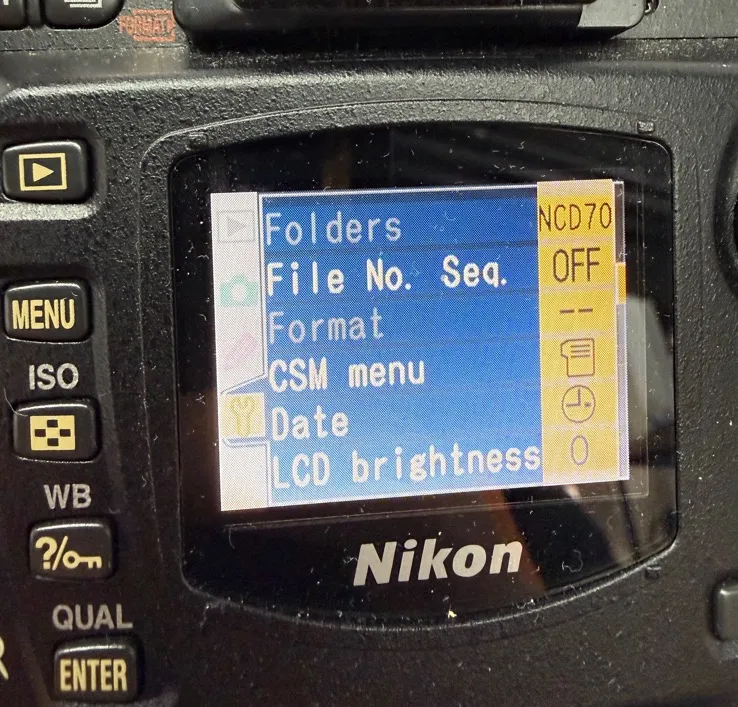 FORMAT
Folders NCD70
File No. Seq. OFF
Format --
CSM menu
Date
LCD brightness 0
MENU
ISO
WB
?/
QUAL
ENTER
Nikon